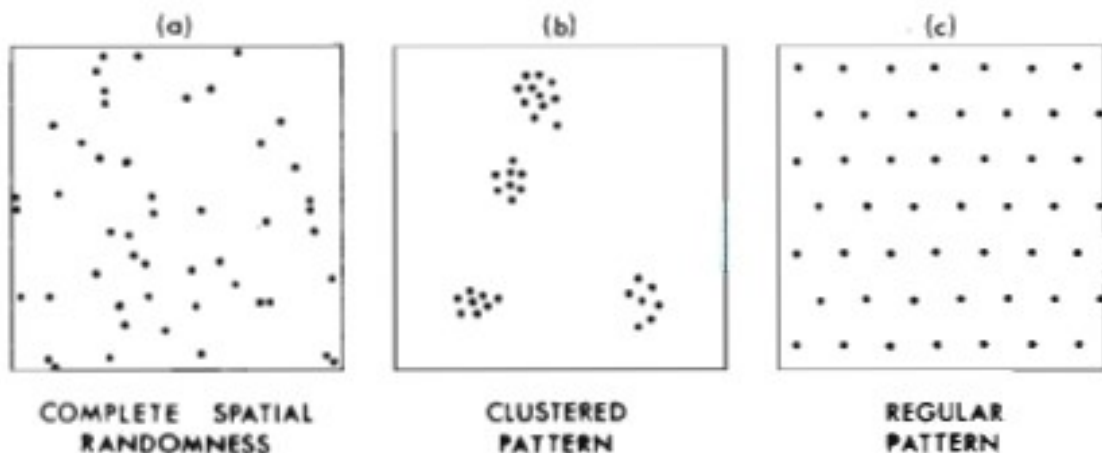 (a)
(b)
(c)
COMPLETE SPATIAL
RANDOMNESS
CLUSTERED
PATTERN
REGULAR
PATTERN